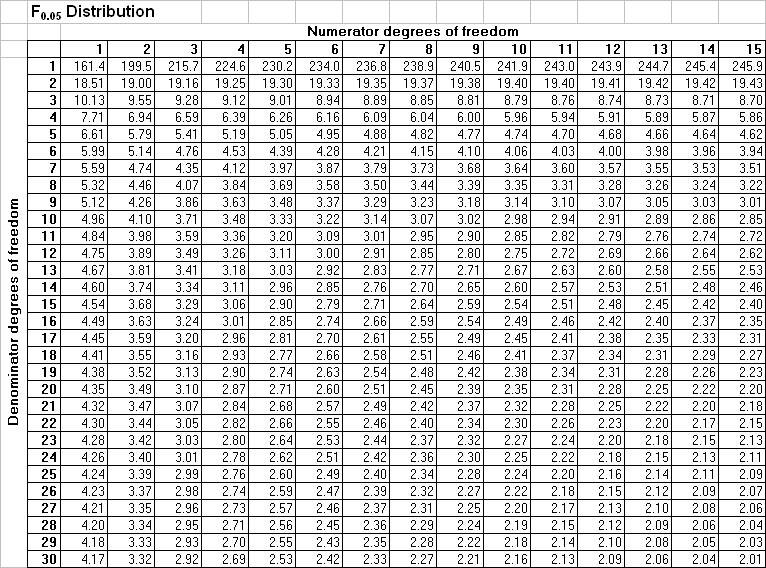 F0.05 Distribution
Numerator degrees of freedom
1 2 3 4 5 6 7 8 9 10 11 12 13 14 15
1 161.4 199.5 215.7 224.6 230.2 234.0 236.8 238.9 240.5 241.9 243.0 243.9 244.7 245.4 245.9
2 18.51 19.00 19.16 19.25 19.30 19.33 19.35 19.37 19.38 19.40 19.40 19.41 19.42 19.42 19.43
3 10.13 9.55 9.28 9.12 9.01 8.94 8.89 8.85 8.81 8.79 8.76 8.74 8.73 8.71 8.70
4 7.71 6.94 6.59 6.39 6.26 6.16 6.09 6.04 6.00 5.96 5.94 5.91 5.89 5.87 5.86
5 6.61 5.79 5.41 5.19 5.05 4.95 4.88 4.82 4.77 4.74 4.70 4.68 4.66 4.64 4.62
6 5.99 5.14 4.76 4.53 4.39 4.28 4.21 4.15 4.10 4.06 4.03 4.00 3.98 3.96 3.94
7 5.59 4.74 4.35 4.12 3.97 3.87 3.79 3.73 3.68 3.64 3.60 3.57 3.55 3.53 3.51
8 5.32 4.46 4.07 3.84 3.69 3.58 3.50 3.44 3.39 3.35 3.31 3.28 3.26 3.24 3.22
9 5.12 4.26 3.86 3.63 3.48 3.37 3.29 3.23 3.18 3.14 3.10 3.07 3.05 3.03 3.01
10 4.96 4.10 3.71 3.48 3.33 3.22 3.14 3.07 3.02 2.98 2.94 2.91 2.89 2.86 2.85
11 4.84 3.98 3.59 3.36 3.20 3.09 3.01 2.95 2.90 2.85 2.82 2.79 2.76 2.74 2.72
12 4.75 3.89 3.49 3.26 3.11 3.00 2.91 2.85 2.80 2.75 2.72 2.69 2.66 2.64 2.62
13 4.67 3.81 3.41 3.18 3.03 2.92 2.83 2.77 2.71 2.67 2.63 2.60 2.58 2.55 2.53
14 4.60 3.74 3.34 3.11 2.96 2.85 2.76 2.70 2.65 2.60 2.57 2.53 2.51 2.48 2.46
15 4.54 3.68 3.29 3.06 2.90 2.79 2.71 2.64 2.59 2.54 2.51 2.48 2.45 2.42 2.40
16 4.49 3.63 3.24 3.01 2.85 2.74 2.66 2.59 2.54 2.49 2.46 2.42 2.40 2.37 2.35
17 4.45 3.59 3.20 2.96 2.81 2.70 2.61 2.55 2.49 2.45 2.41 2.38 2.35 2.33 2.31
18 4.41 3.55 3.16 2.93 2.77 2.66 2.58 2.51 2.46 2.41 2.37 2.34 2.31 2.29 2.27
19 4.38 3.52 3.13 2.90 2.74 2.63 2.54 2.48 2.42 2.38 2.34 2.31 2.28 2.26 2.23
20 4.35 3.49 3.10 2.87 2.71 2.60 2.51 2.45 2.39 2.35 2.31 2.28 2.25 2.22 2.20
21 4.32 3.47 3.07 2.84 2.68 2.57 2.49 2.42 2.37 2.32 2.28 2.25 2.22 2.20 2.18
22 4.30 3.44 3.05 2.82 2.66 2.55 2.46 2.40 2.34 2.30 2.26 2.23 2.20 2.17 2.15
23 4.28 3.42 3.03 2.80 2.64 2.53 2.44 2.37 2.32 2.27 2.24 2.20 2.18 2.15 2.13
24 4.26 3.40 3.01 2.78 2.62 2.51 2.42 2.36 2.30 2.25 2.22 2.18 2.15 2.13 2.11
25 4.24 3.39 2.99 2.76 2.60 2.49 2.40 2.34 2.28 2.24 2.20 2.16 2.14 2.11 2.09
26 4.23 3.37 2.98 2.74 2.59 2.47 2.39 2.32 2.27 2.22 2.18 2.15 2.12 2.09 2.07
27 4.21 3.35 2.96 2.73 2.57 2.46 2.37 2.31 2.25 2.20 2.17 2.13 2.10 2.08 2.06
28 4.20 3.34 2.95 2.71 2.56 2.45 2.36 2.29 2.24 2.19 2.15 2.12 2.09 2.06 2.04
29 4.18 3.33 2.93 2.70 2.55 2.43 2.35 2.28 2.22 2.18 2.14 2.10 2.08 2.05 2.03
30 4.17 3.32 2.92 2.69 2.53 2.42 2.33 2.27 2.21 2.16 2.13 2.09 2.06 2.04 2.01
Denominator degrees of freedom